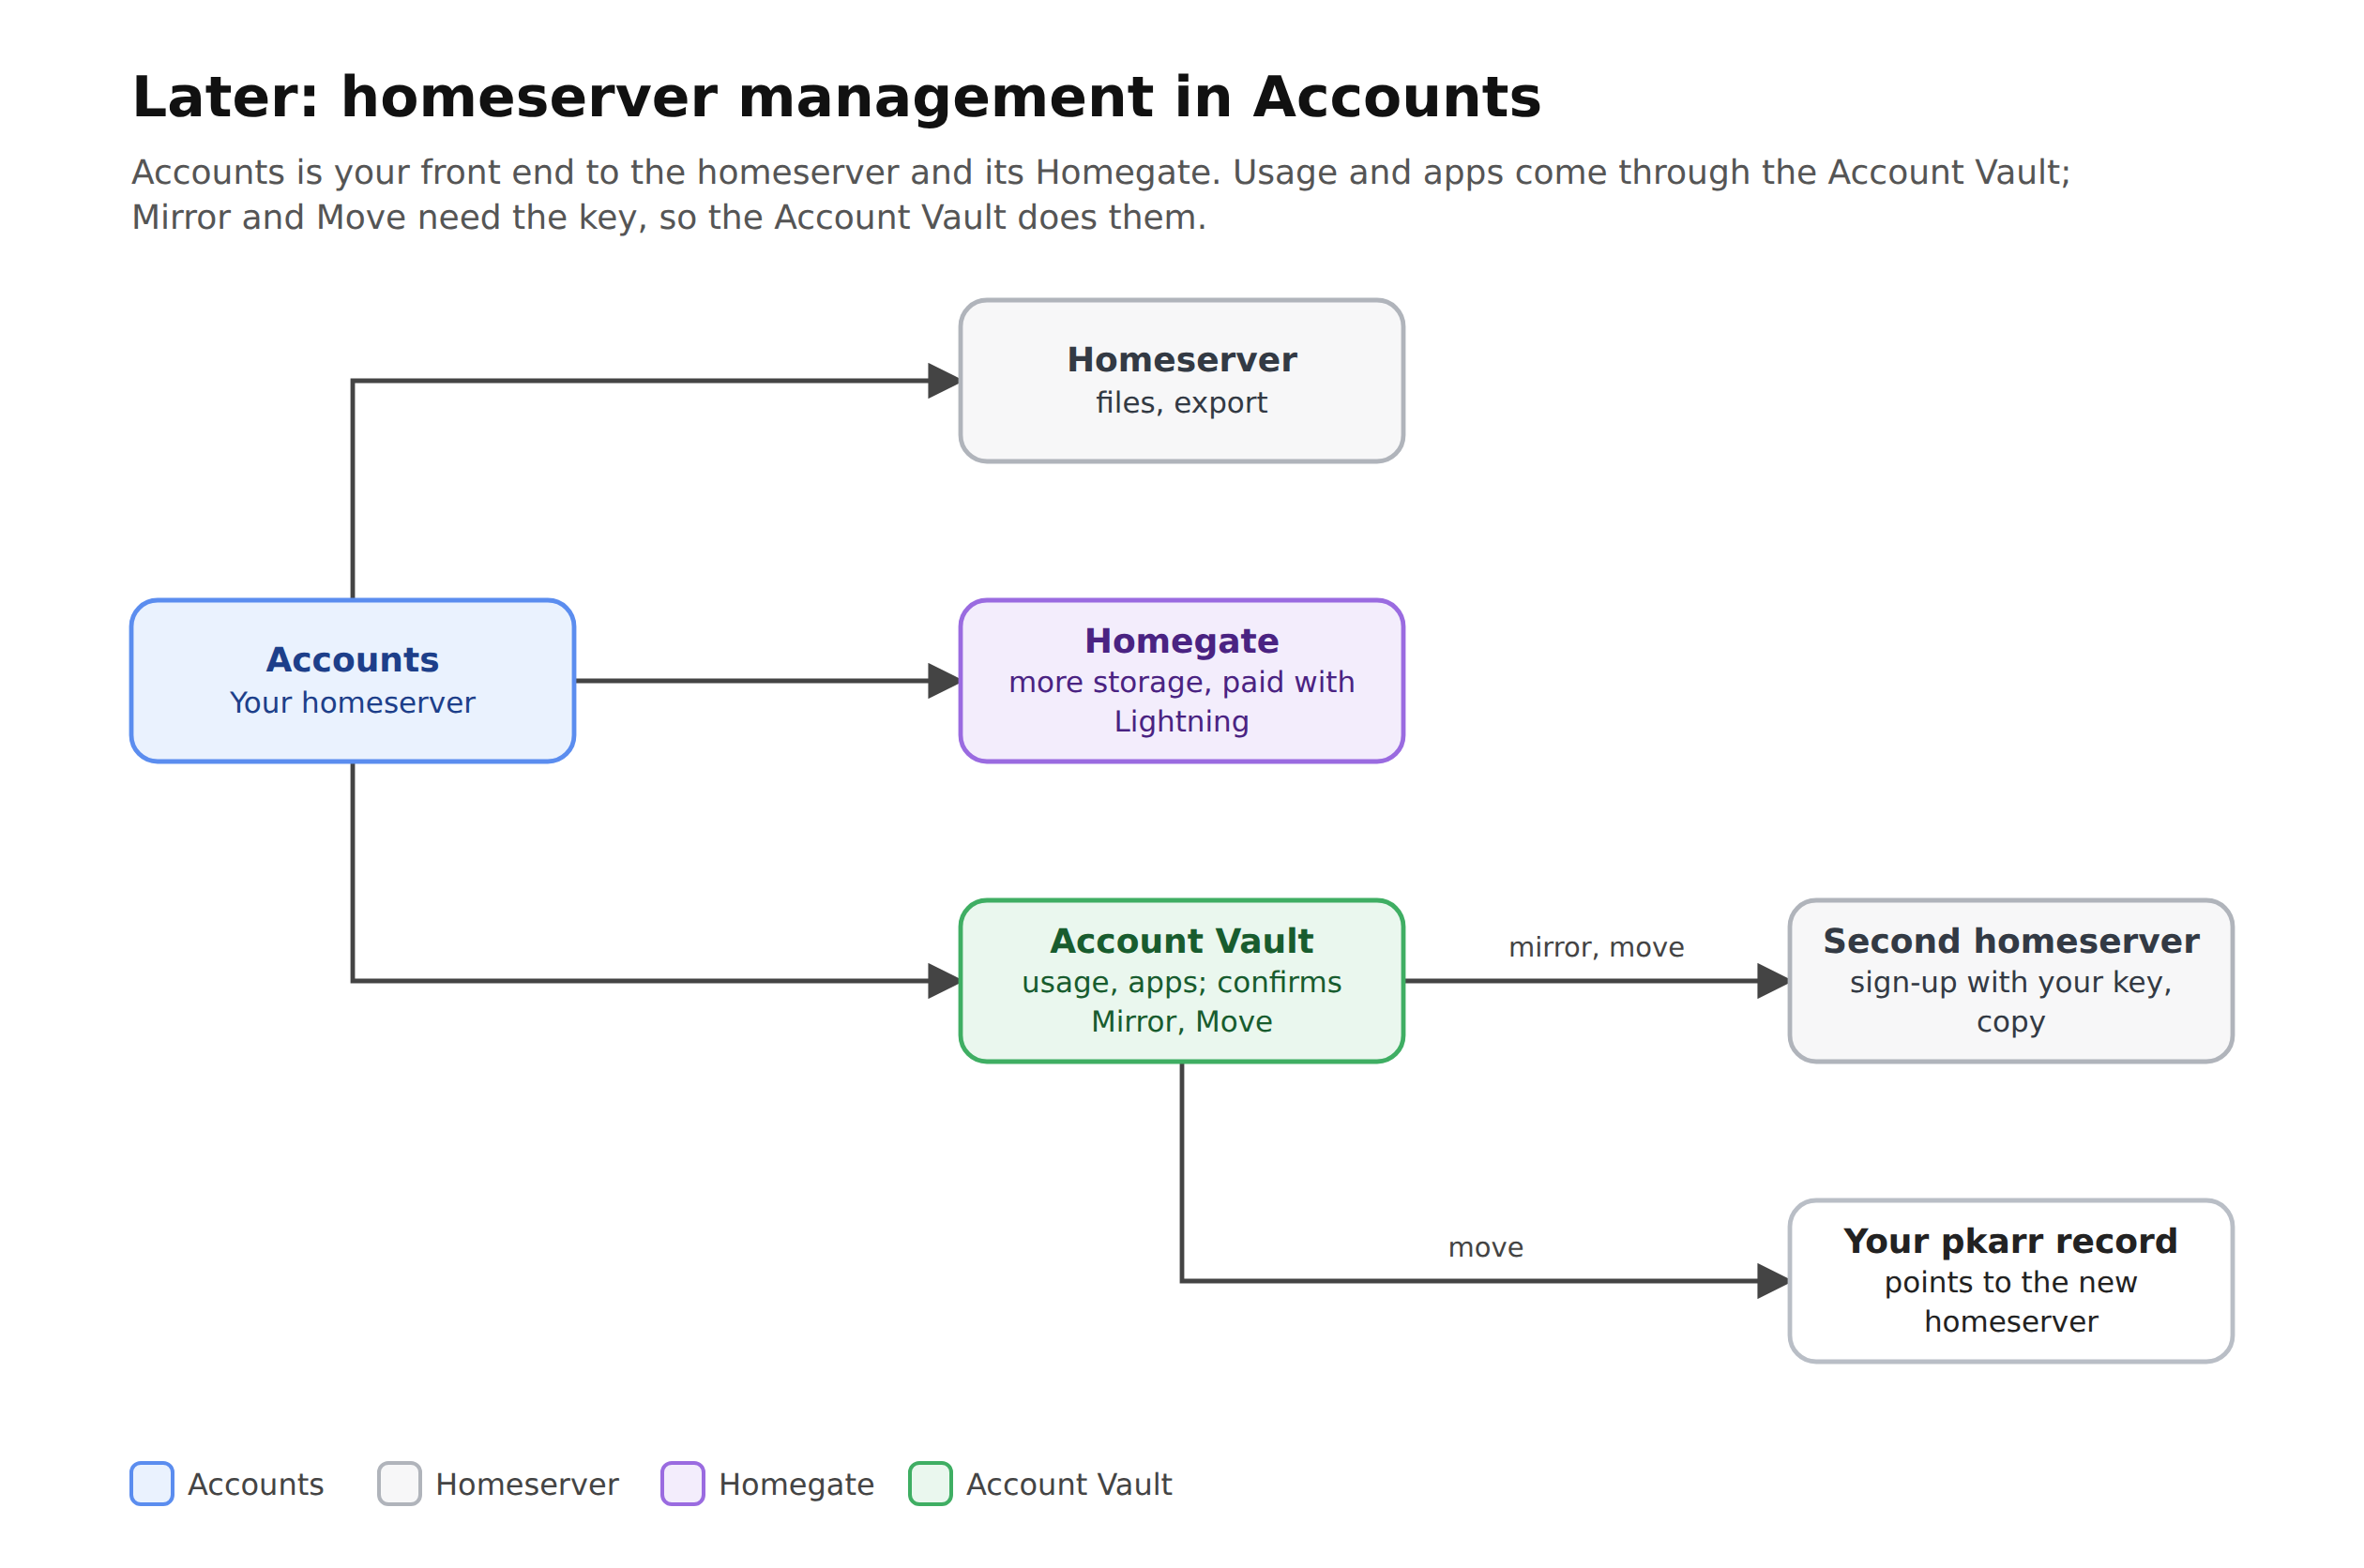 Later: homeserver management in Accounts
Accounts is your front end to the homeserver and its Homegate. Usage and apps come through the Account Vault;
Mirror and Move need the key, so the Account Vault does them.
Homeserver
files, export
Accounts
Your homeserver
Homegate
more storage, paid with
Lightning
Account Vault
usage, apps; confirms
Mirror, Move
mirror, move
Second homeserver
sign-up with your key,
copy
move
Your pkarr record
points to the new
homeserver
Accounts
Homeserver
Homegate
Account Vault